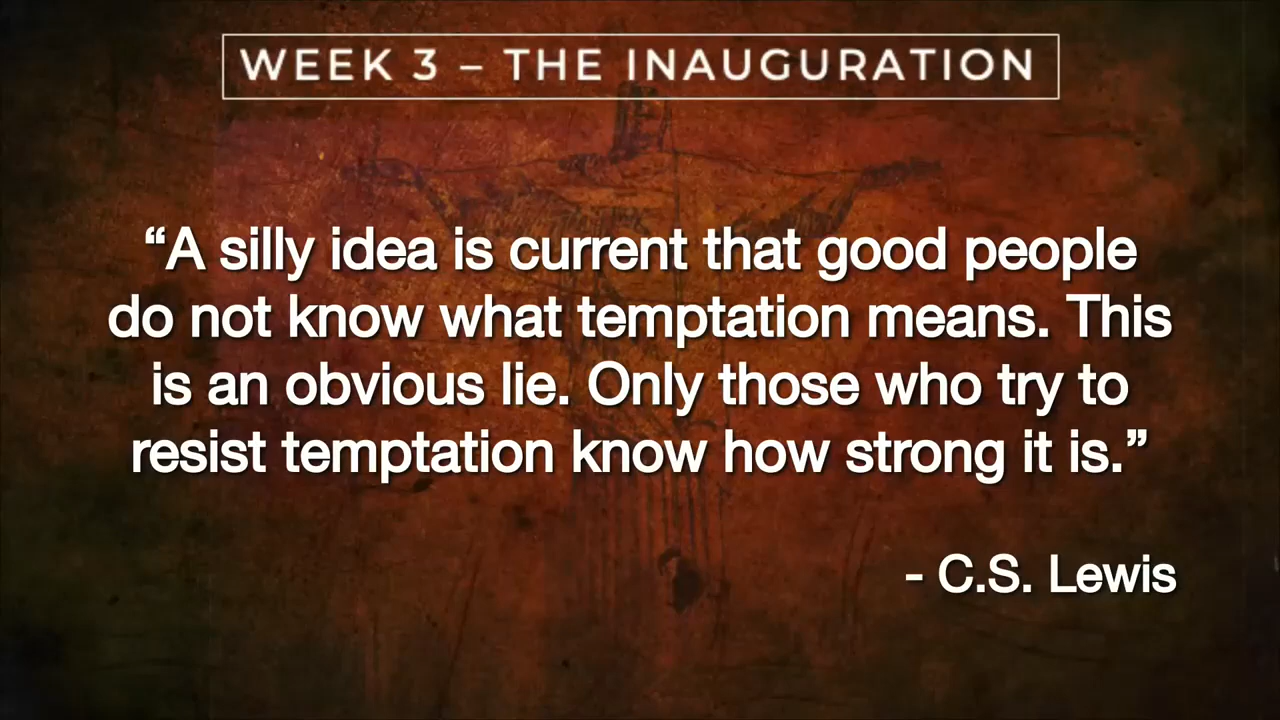 WEEK 3 – THE INAUGURATION
“A silly idea is current that good people
do not know what temptation means. This
is an obvious lie. Only those who try to
resist temptation know how strong it is.”
- C.S. Lewis